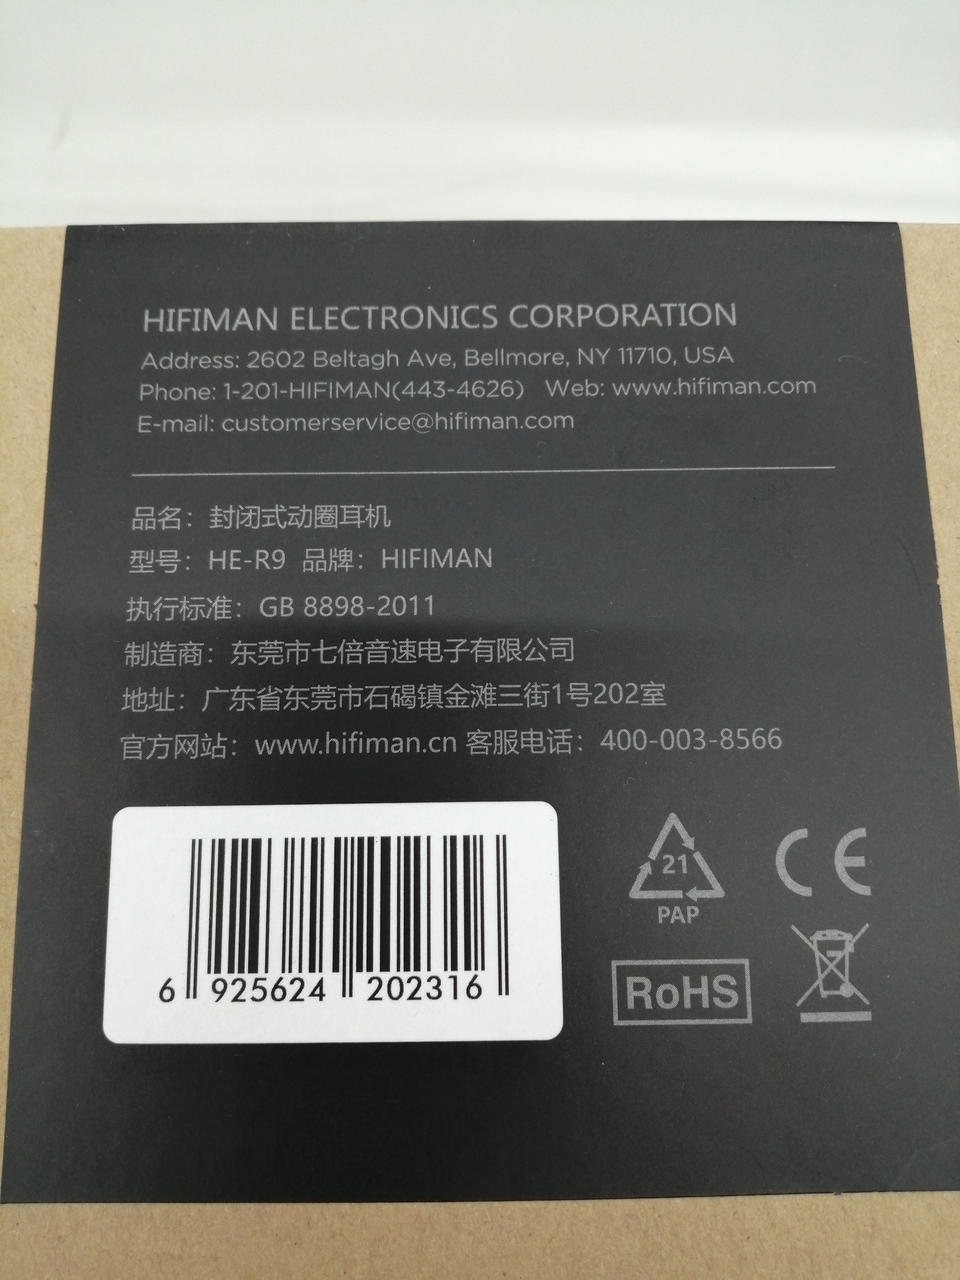 HIFIMAN ELECTRONICS CORPORATION
Address: 2602 Beltagh Ave, Bellmore, NY 11710, USA
Phone: 1-201-HIFIMAN(443-4626) Web: www.hifiman.com
E-mail: customerservice@hifiman.com
品名：封闭式动圈耳机
型号：HE-R9 品牌：HIFIMAN
执行标准：GB 8898-2011
制造商：东莞市七倍音速电子有限公司
地址：广东省东莞市石碣镇金滩三街1号202室
官方网站：www.hifiman.cn 客服电话：400-003-8566
6 925624 202316
21
PAP
CE
RoHS